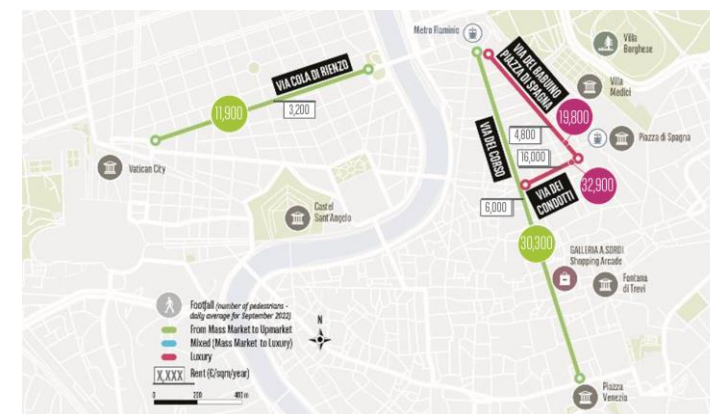 Metro Flaminio
Villa
Borghese
VIA COLA DI RIENZO
VIA DEL BABUINO
PIAZZA DI SPAGNA
Villa
Medici
11,900
3,200
19,800
4,800
Piazza di Spagna
VIA DEL CORSO
16,000
Vatican City
32,900
VIA DEI
CONDOTTI
6,000
Castel
Sant'Angelo
30,300
GALLERIA A. SORDI
Shopping Arcade
Fontana
di Trevi
Footfall (number of pedestrians -
daily average for September 2022)
From Mass Market to Upmarket
Mixed (Mass Market to Luxury)
Luxury
X,XXX Rent (€/sqm/year)
N
0 200 400 m
Piazza
Venezia